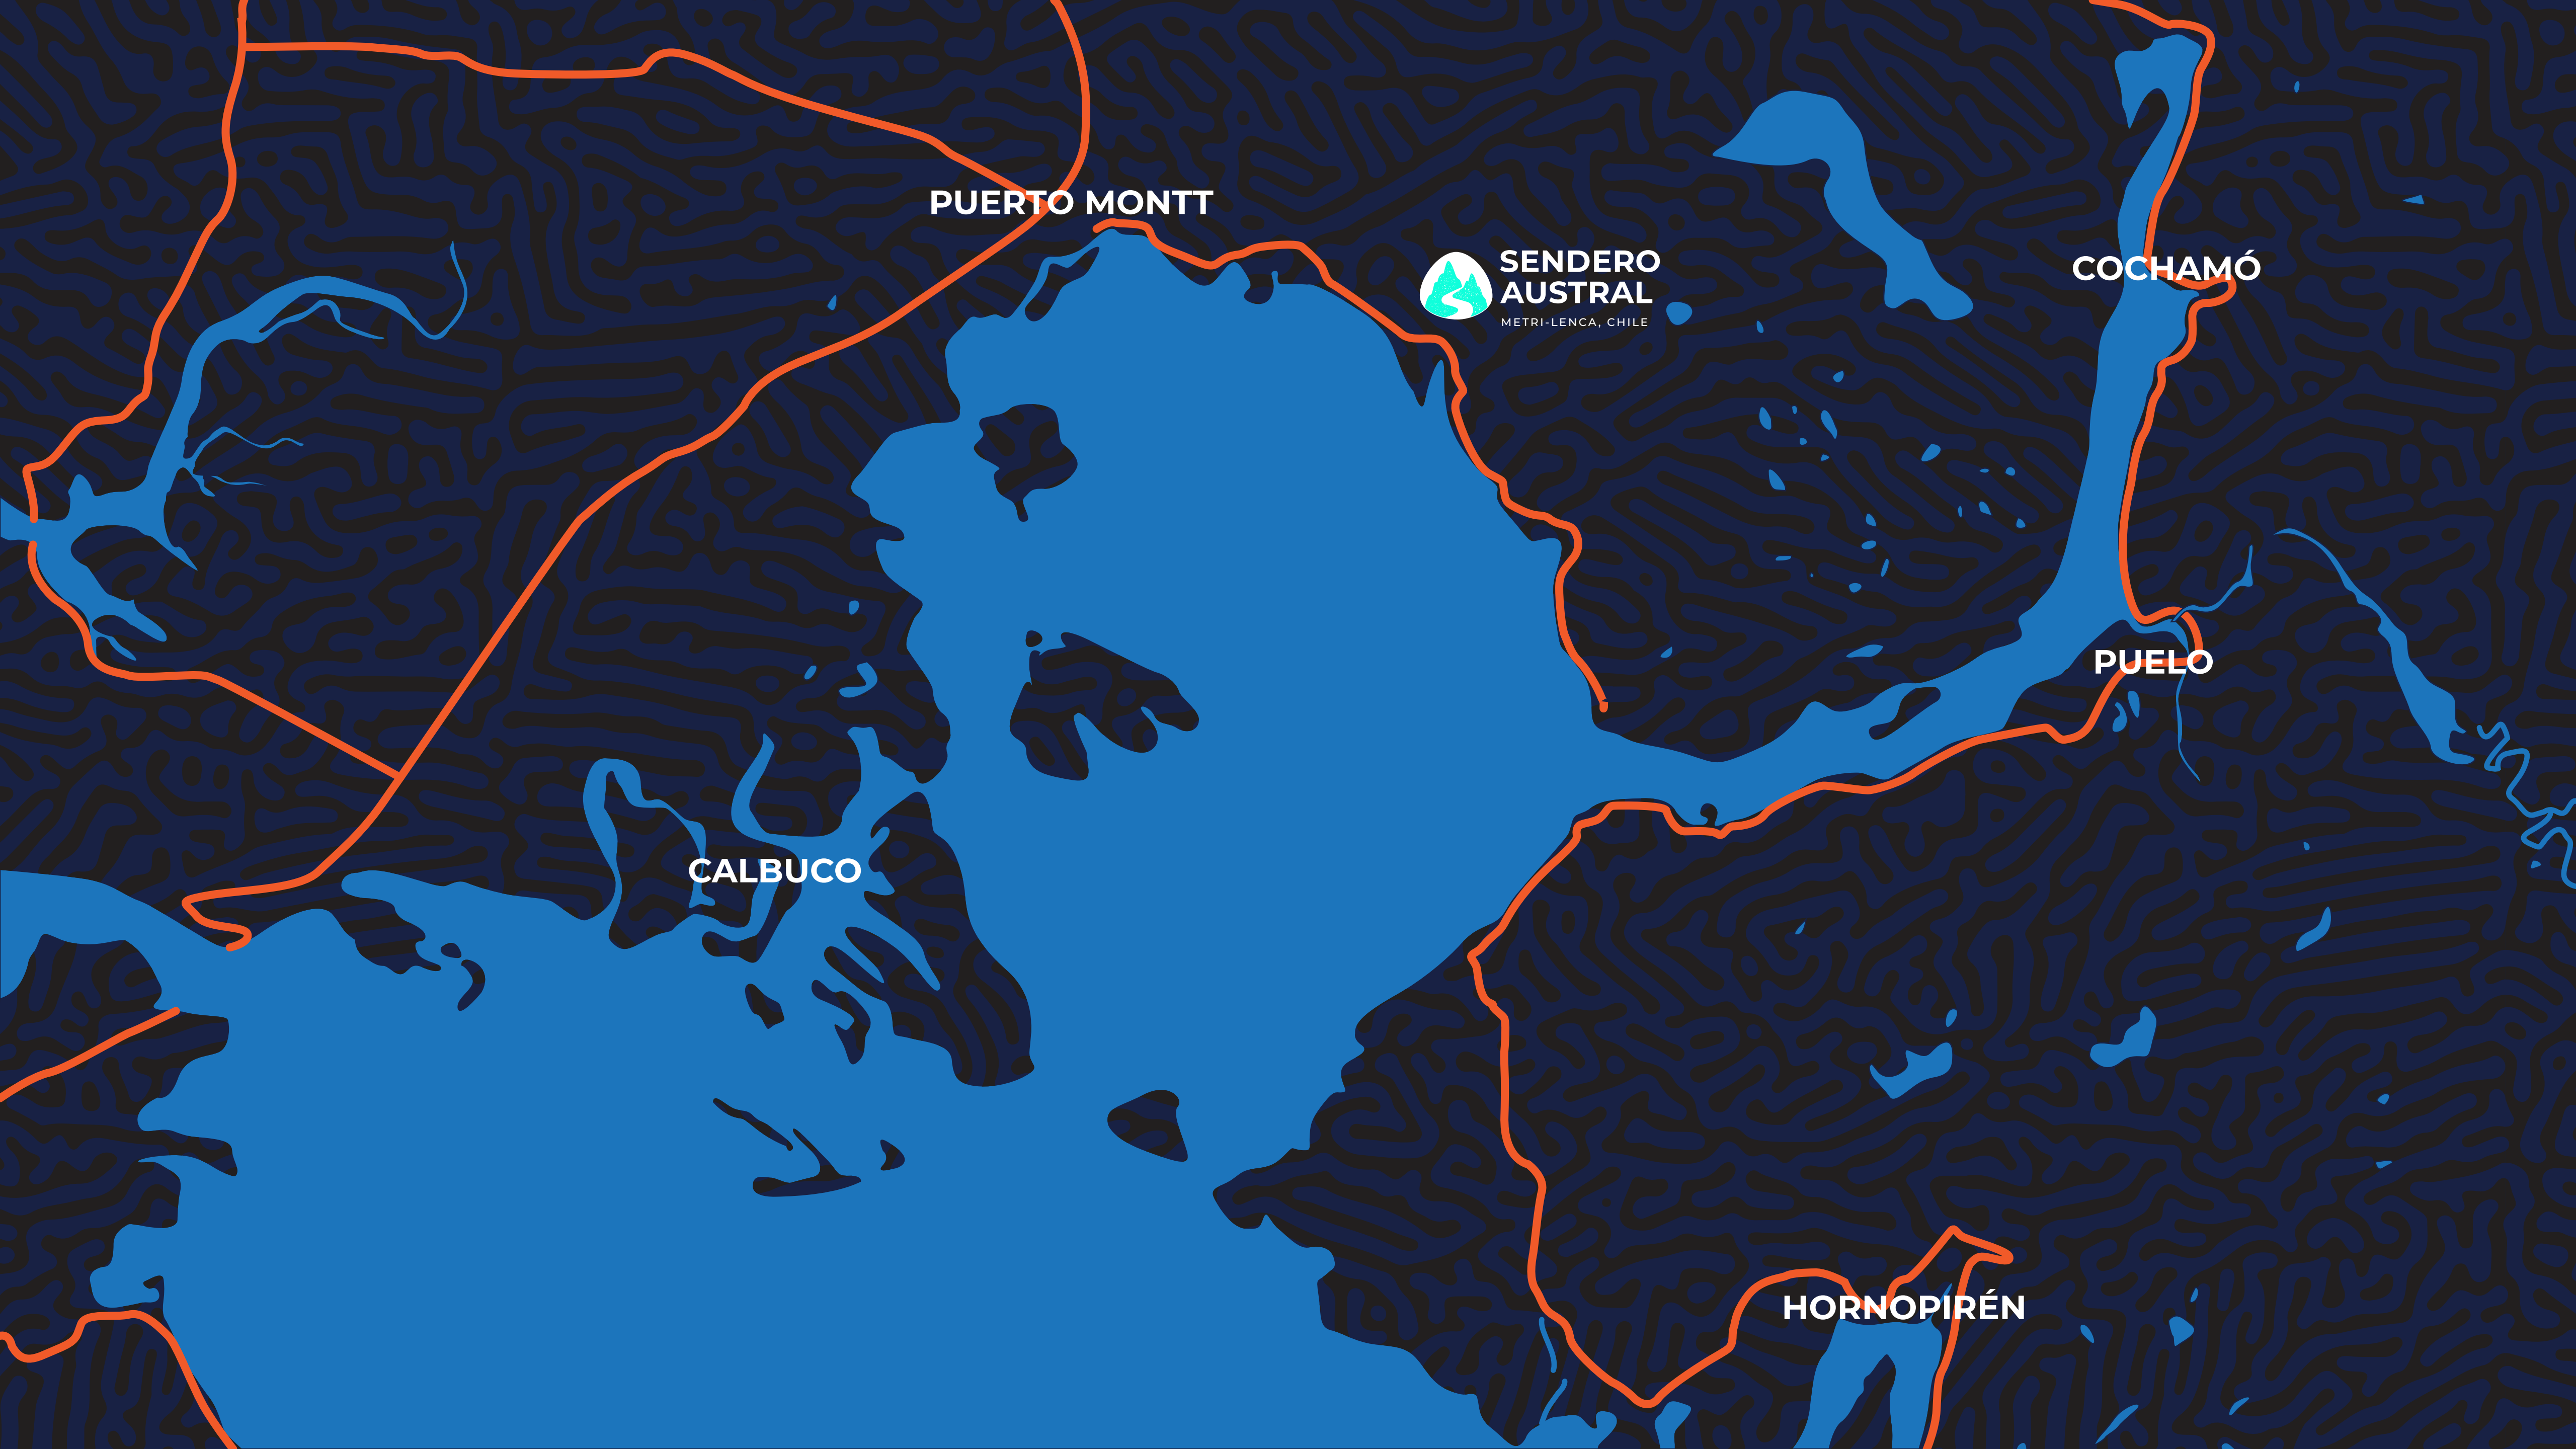 PUERTO MONTT
SENDERO
AUSTRAL
METRI-LENCA, CHILE
COCHAMÓ
PUELO
CALBUCO
HORNOPIRÉN